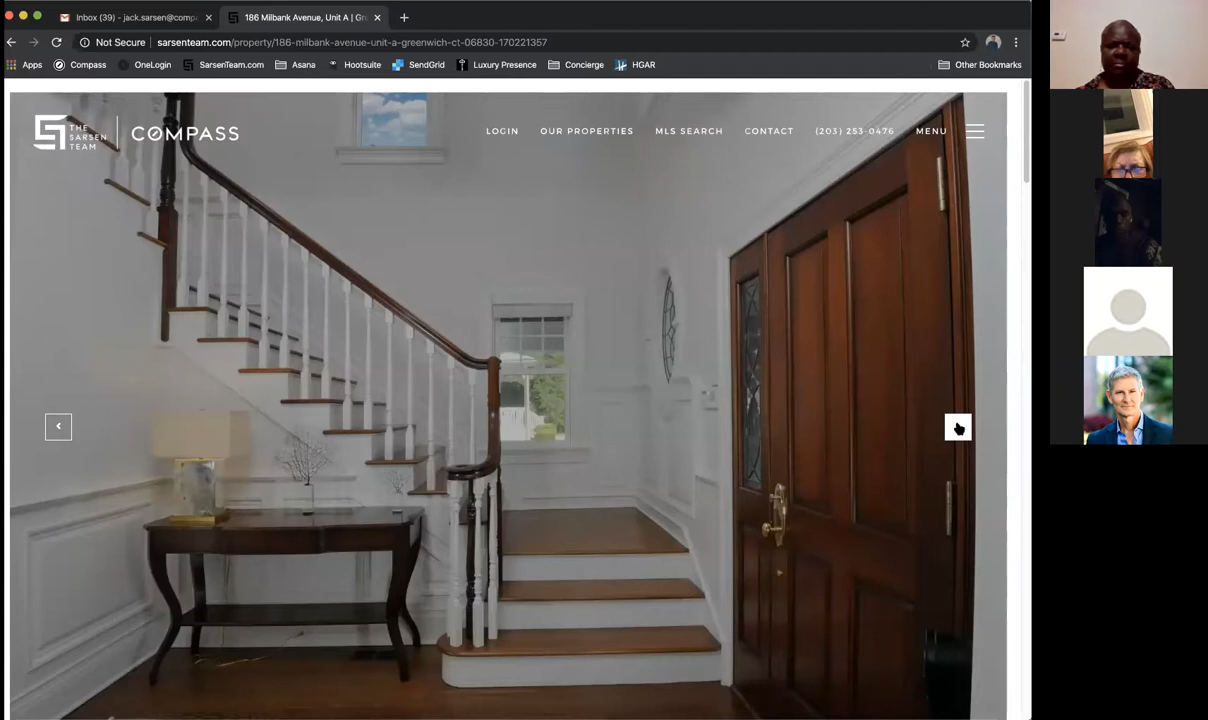 Inbox (39) - jack.sarsen@comp
186 Milbank Avenue, Unit A | Gre
Not Secure | sarsenteam.com/property/186-milbank-avenue-unit-a-greenwich-ct-06830-170221357
Apps Compass OneLogin SarsenTeam.com Asana Hootsuite SendGrid Luxury Presence Concierge HGAR Other Bookmarks
THE SARSEN TEAM
COMPASS
LOGIN OUR PROPERTIES MLS SEARCH CONTACT (203) 253-0476 MENU